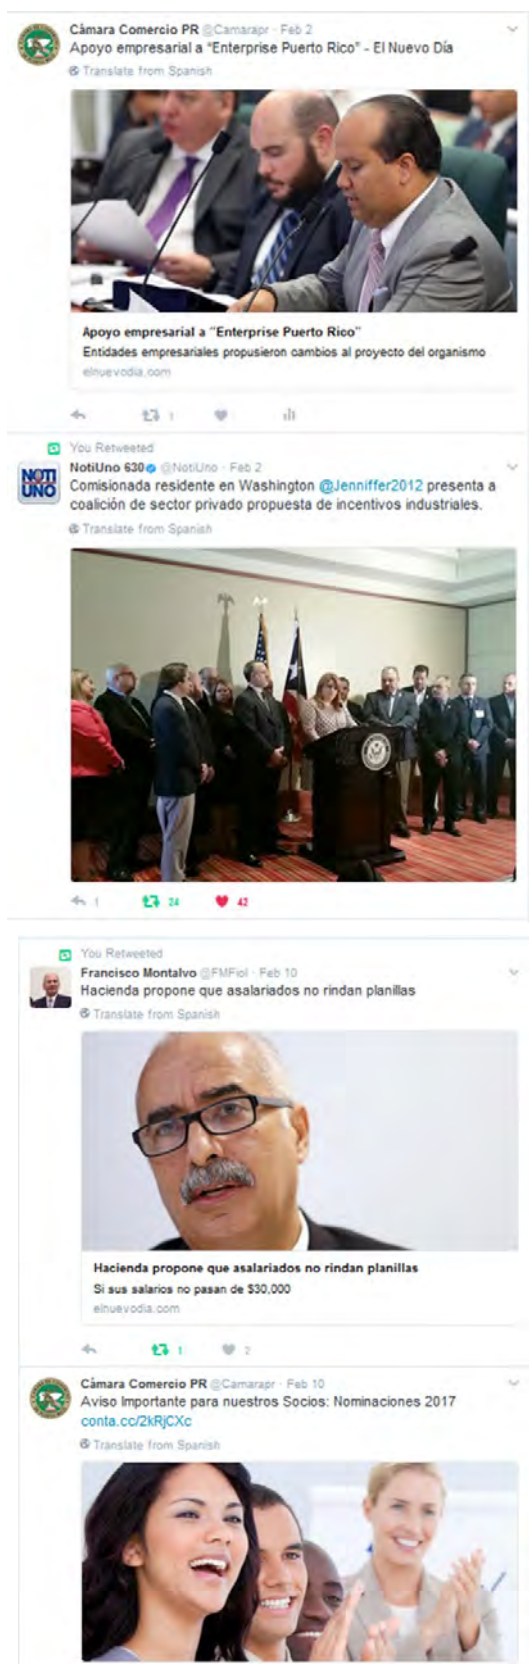 Cámara Comercio PR @Camarapr · Feb 2
Apoyo empresarial a "Enterprise Puerto Rico" - El Nuevo Día
Translate from Spanish
Apoyo empresarial a "Enterprise Puerto Rico"
Entidades empresariales propusieron cambios al proyecto del organismo
elnuevodia.com
1
You Retweeted
NotiUno 630 @NotiUno · Feb 2
NOTI
UNO
Comisionada residente en Washington @Jenniffer2012 presenta a
coalición de sector privado propuesta de incentivos industriales.
Translate from Spanish
1 24 42
You Retweeted
Francisco Montalvo @FMFiol · Feb 10
Hacienda propone que asalariados no rindan planillas
Translate from Spanish
Hacienda propone que asalariados no rindan planillas
Si sus salarios no pasan de $30,000
elnuevodia.com
1 2
Cámara Comercio PR @Camarapr · Feb 10
Aviso Importante para nuestros Socios: Nominaciones 2017
conta.cc/2kRjCXc
Translate from Spanish